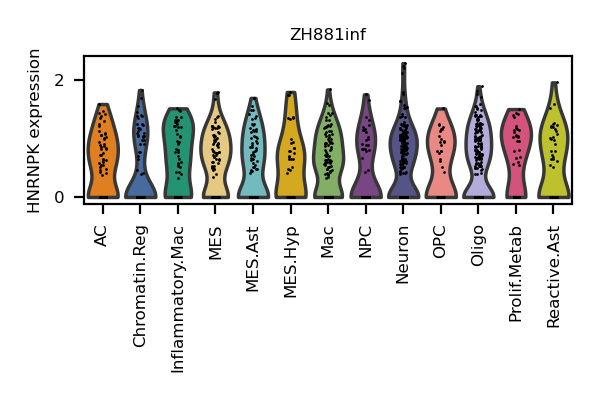 ZH881inf
HNRNPK expression
2
0
AC
Chromatin.Reg
Inflammatory.Mac
MES
MES.Ast
MES.Hyp
Mac
NPC
Neuron
OPC
Oligo
Prolif.Metab
Reactive.Ast